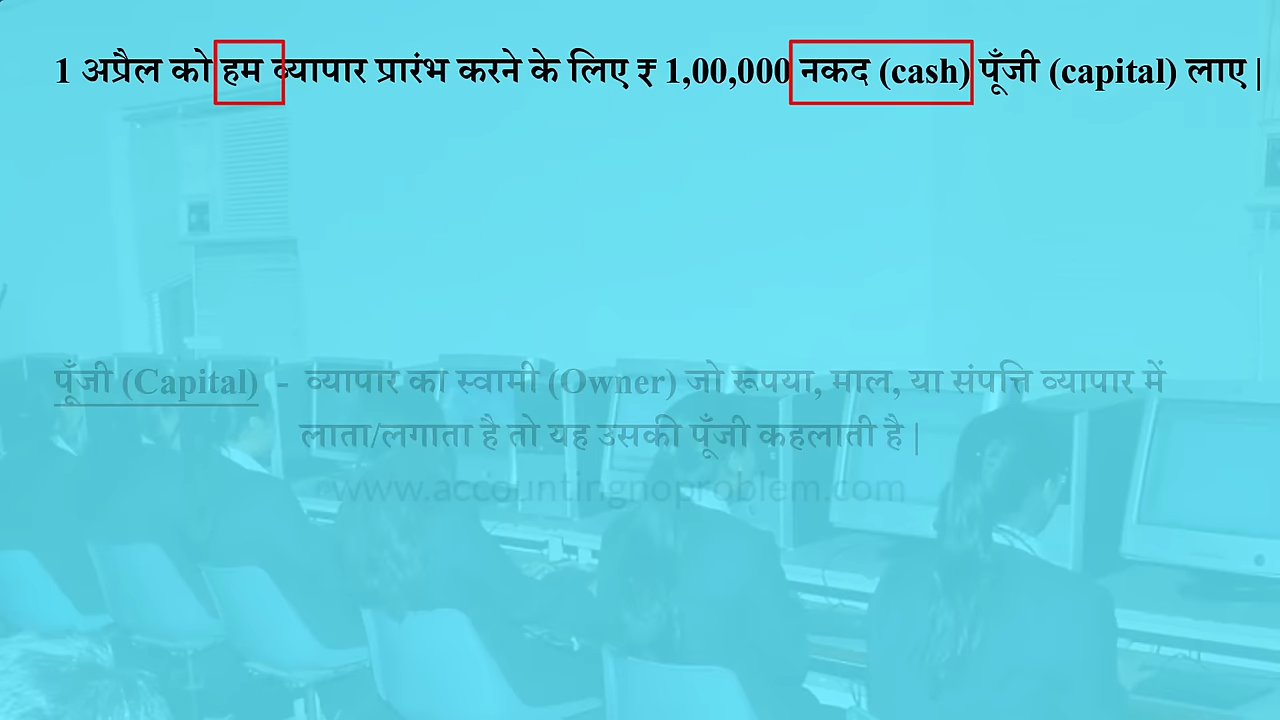 1 अप्रैल को हम व्यापार प्रारंभ करने के लिए ₹ 1,00,000 नकद (cash) पूँजी (capital) लाए |
पूँजी (Capital) - व्यापार का स्वामी (Owner) जो रूपया, माल, या संपत्ति व्यापार में
लाता/लगाता है तो यह उसकी पूँजी कहलाती है |
www.accountingnoproblem.com